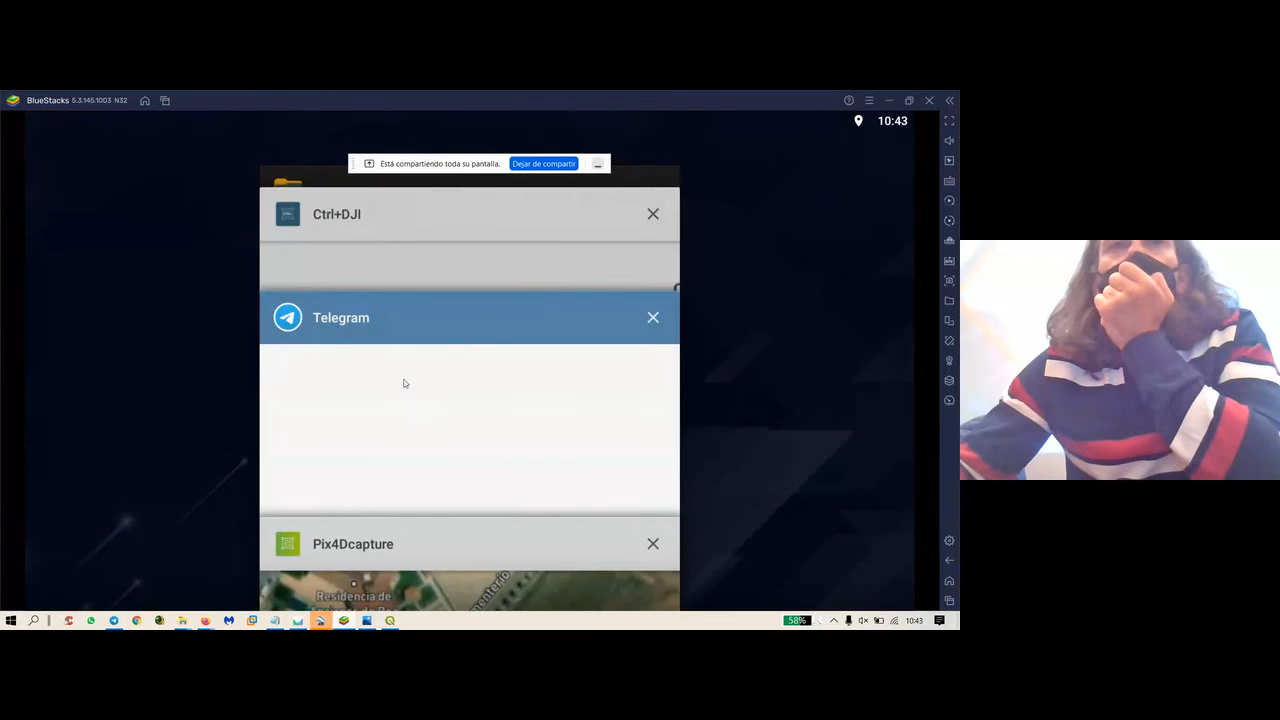 BlueStacks 5.3.145.1003 N32
10:43
Está compartiendo toda su pantalla. Dejar de compartir
Ctrl+DJI
Telegram
Pix4Dcapture
Residencia de
58%
10:43